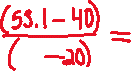 (53.1-40)
(    -20) =